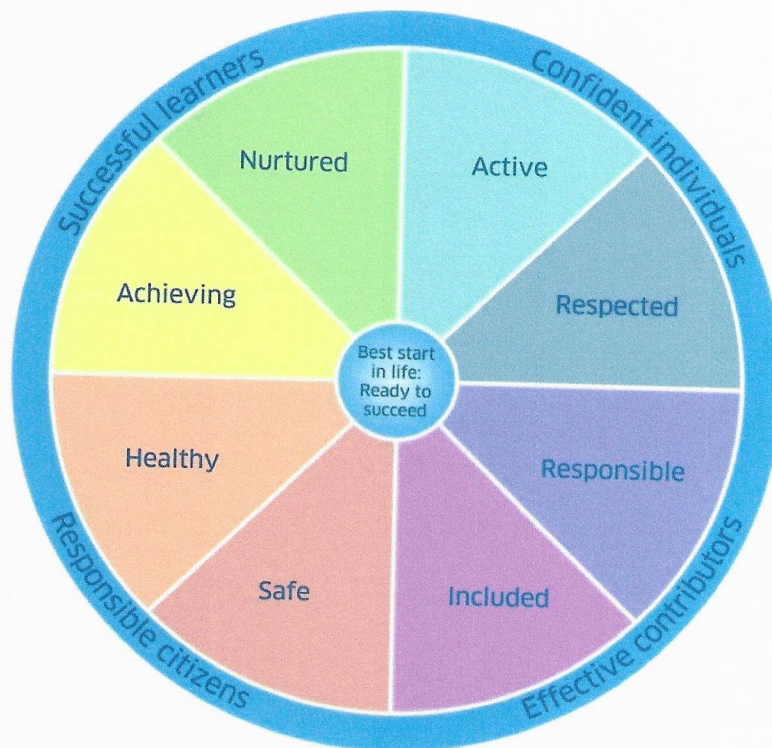 Successful learners
Confident individuals
Nurtured
Active
Achieving
Respected
Best start
in life:
Ready to
succeed
Healthy
Responsible
Safe
Included
Responsible citizens
Effective contributors